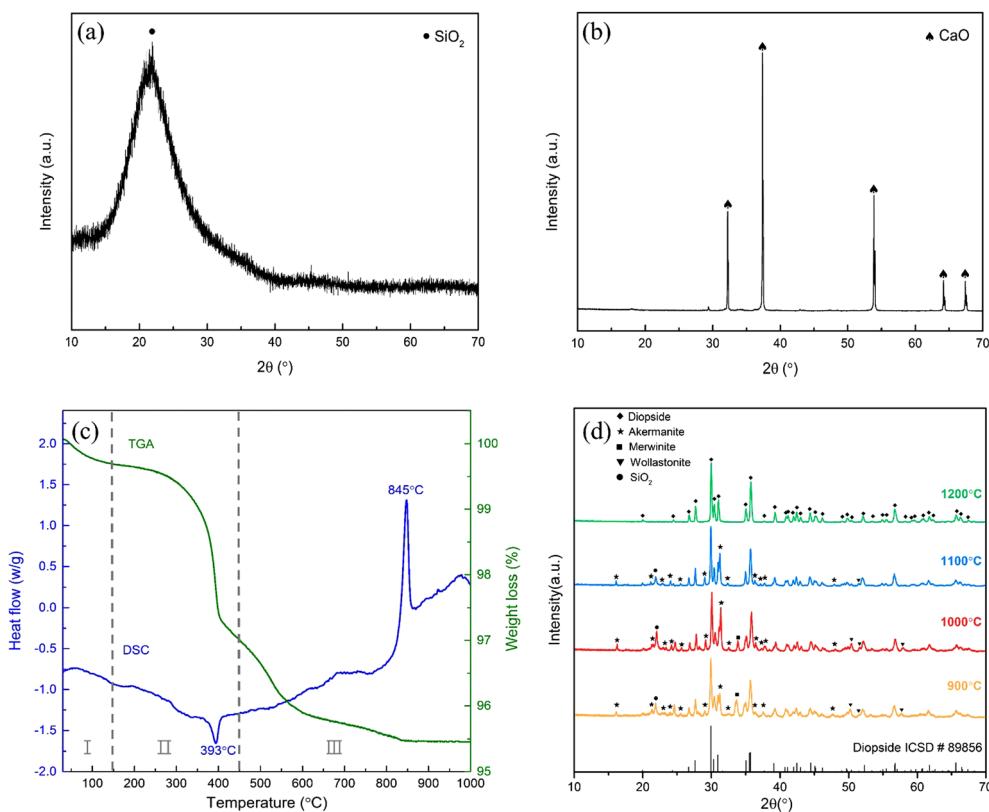 (a)
● SiO₂
Intensity (a.u.)
10 20 30 40 50 60 70
2θ (°)
(b)
♠ CaO
Intensity (a.u.)
10 20 30 40 50 60 70
2θ (°)
(c)
TGA
845°C
DSC
393°C
I II III
2.0
1.5
1.0
0.5
0.0
-0.5
-1.0
-1.5
-2.0
Heat flow (w/g)
100
99
98
97
96
95
Weight loss (%)
100 200 300 400 500 600 700 800 900 1000
Temperature (°C)
(d)
◆ Diopside
★ Akermanite
■ Merwinite
▼ Wollastonite
● SiO₂
1200°C
1100°C
1000°C
900°C
Diopside ICSD # 89856
Intensity(a.u.)
10 20 30 40 50 60 70
2θ(°)